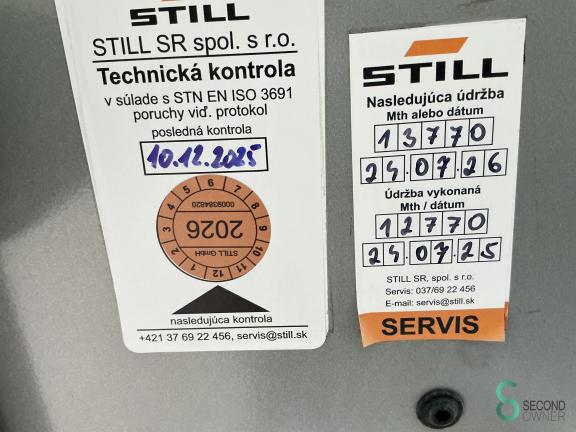 STILL
STILL SR spol. s r.o.
Technická kontrola
v súlade s STN EN ISO 3691
poruchy viď. protokol
posledná kontrola
10.12.2025
1 2 3 4 5 6 7 8 9 10 11 12
0009384820
2026
STILL GmbH
nasledujúca kontrola
+421 37 69 22 456, servis@still.sk
STILL
Nasledujúca údržba
Mth alebo dátum
13770
24.07.26
Údržba vykonaná
Mth / dátum
12770
24.07.25
STILL SR, spol. s r.o.
Servis: 037/69 22 456
E-mail: servis@still.sk
SERVIS
SECOND
OWNER